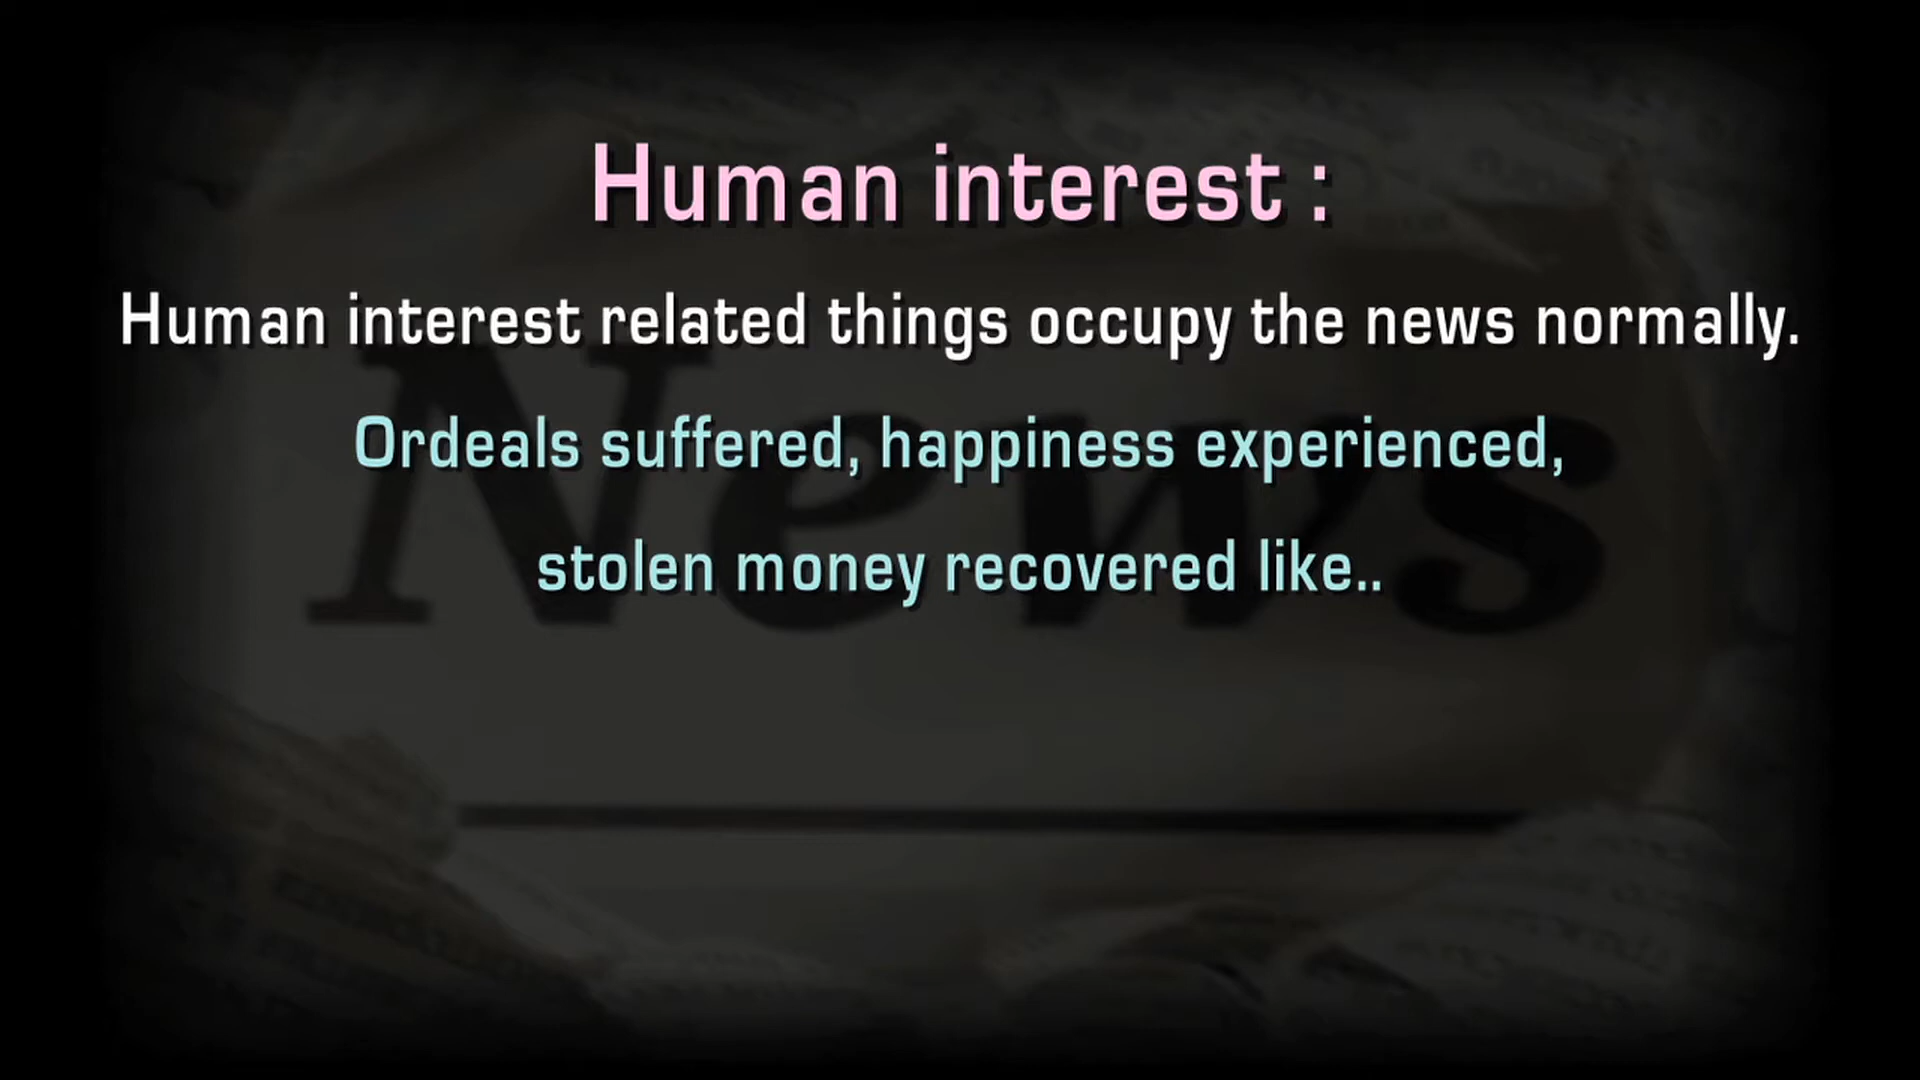 Human interest :
Human interest related things occupy the news normally.
Ordeals suffered, happiness experienced,
stolen money recovered like..
News